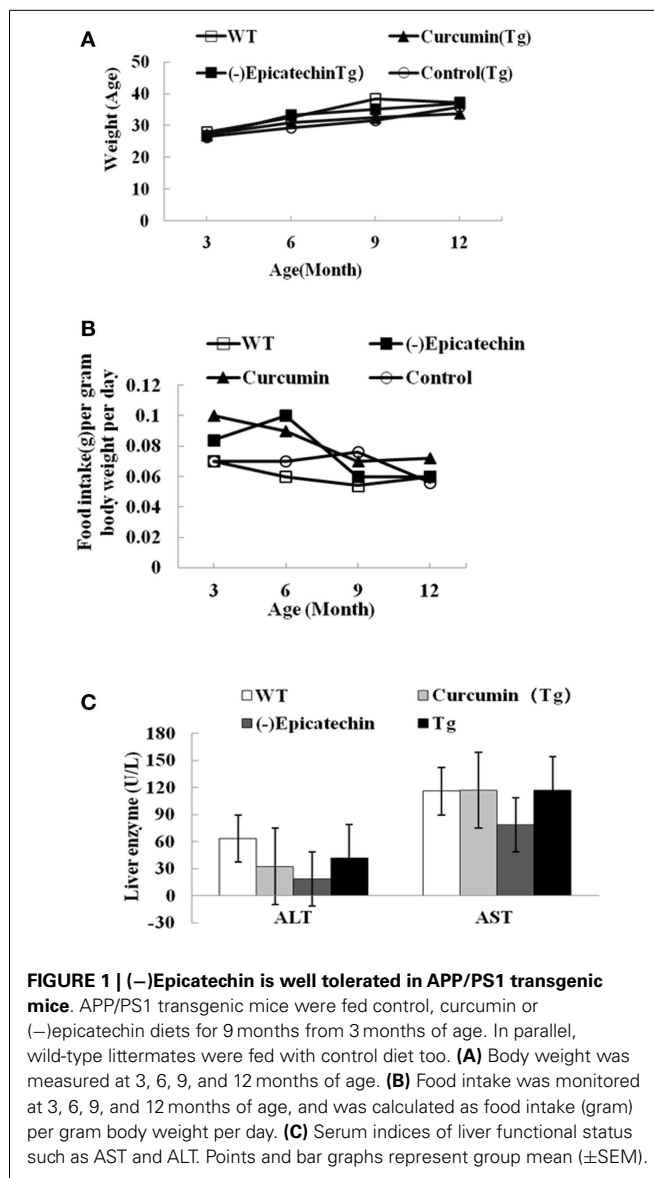 A
WT
Curcumin(Tg)
(-)EpicatechinTg)
Control(Tg)
Weight (Age)
50
40
30
20
10
0
3 6 9 12
Age(Month)
B
WT
(-)Epicatechin
Curcumin
Control
Food intake(g)per gram
body weight per day
0.12
0.1
0.08
0.06
0.04
0.02
0
3 6 9 12
Age (Month)
C
WT
Curcumin (Tg)
(-)Epicatechin
Tg
Liver enzyme (U/L)
180
150
120
90
60
30
0
-30
ALT AST
FIGURE 1 | (−)Epicatechin is well tolerated in APP/PS1 transgenic
mice. APP/PS1 transgenic mice were fed control, curcumin or
(−)epicatechin diets for 9 months from 3 months of age. In parallel,
wild-type littermates were fed with control diet too. (A) Body weight was
measured at 3, 6, 9, and 12 months of age. (B) Food intake was monitored
at 3, 6, 9, and 12 months of age, and was calculated as food intake (gram)
per gram body weight per day. (C) Serum indices of liver functional status
such as AST and ALT. Points and bar graphs represent group mean (±SEM).